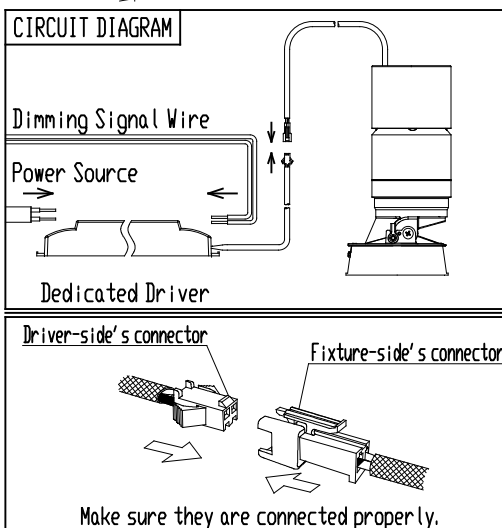 CIRCUIT DIAGRAM
Dimming Signal Wire
Power Source
Dedicated Driver
Driver-side's connector
Fixture-side's connector
Make sure they are connected properly.